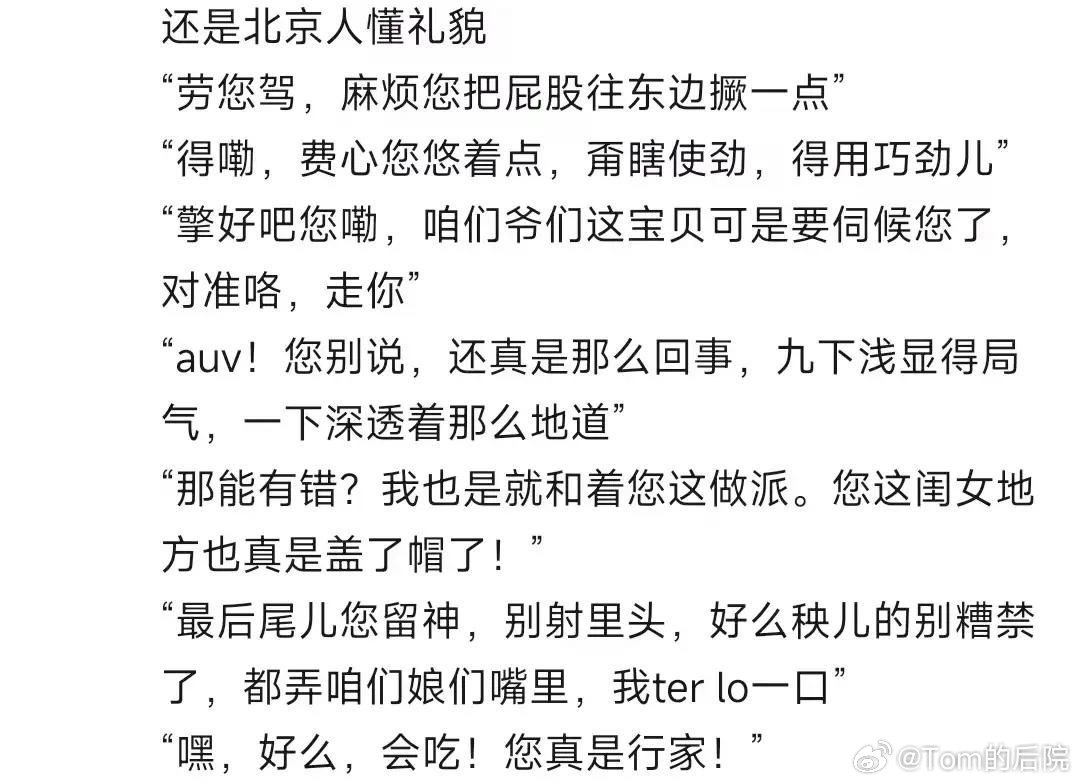 还是北京人懂礼貌
“劳您驾，麻烦您把屁股往东边撅一点”
“得嘞，费心您悠着点，甭瞎使劲，得用巧劲儿”
“擎好吧您嘞，咱们爷们这宝贝可是要伺候您了，
对准咯，走你”
“auv！您别说，还真是那么回事，九下浅显得局
气，一下深透着那么地道”
“那能有错？我也是就和着您这做派。您这闺女地
方也真是盖了帽了！”
“最后尾儿您留神，别射里头，好么秧儿的别糟禁
了，都弄咱们娘们嘴里，我ter lo一口”
“嘿，好么，会吃！您真是行家！”
@Tom的后院